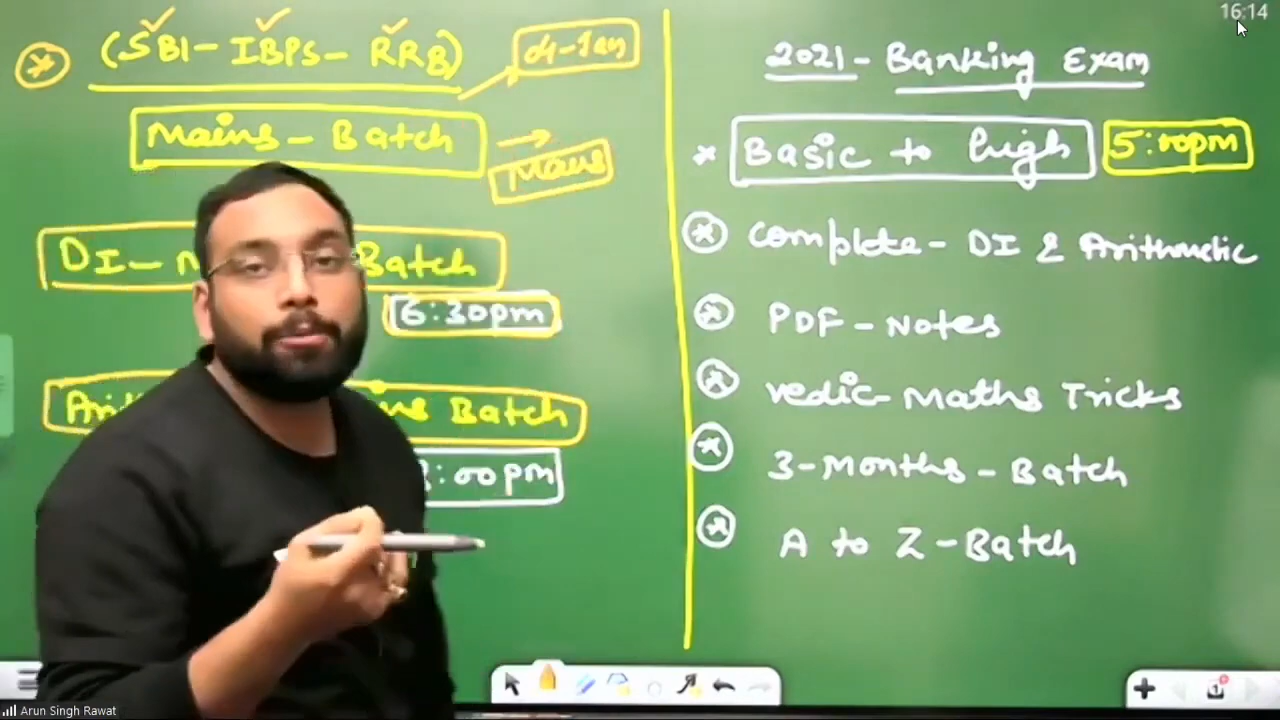 16:14
(SBI-IBPS-RRB)
04-Jan
Mains-Batch
Mains
DI- Batch
6:30pm
Batch
:00pm
2021-Banking Exam
Basic to high
5:00pm
Complete- DI & Arithmetic
PDF-Notes
vedic Maths Tricks
3-Months-Batch
A to Z-Batch
Arun Singh Rawat